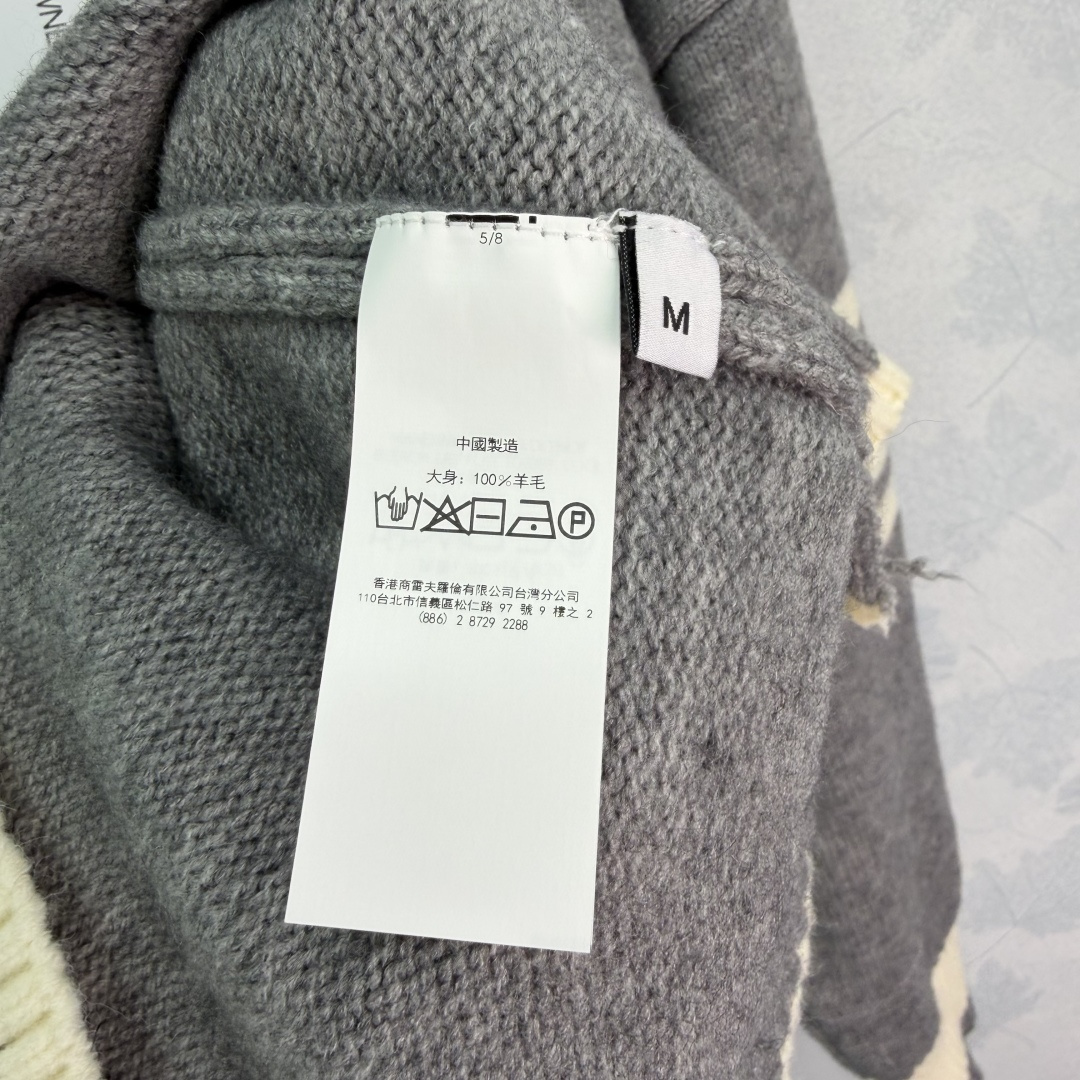 5/8
M
中國製造
大身: 100%羊毛
P
香港商雷夫羅倫有限公司台灣分公司
110台北市信義區松仁路 97 號 9 樓之 2
(886) 2 8729 2288